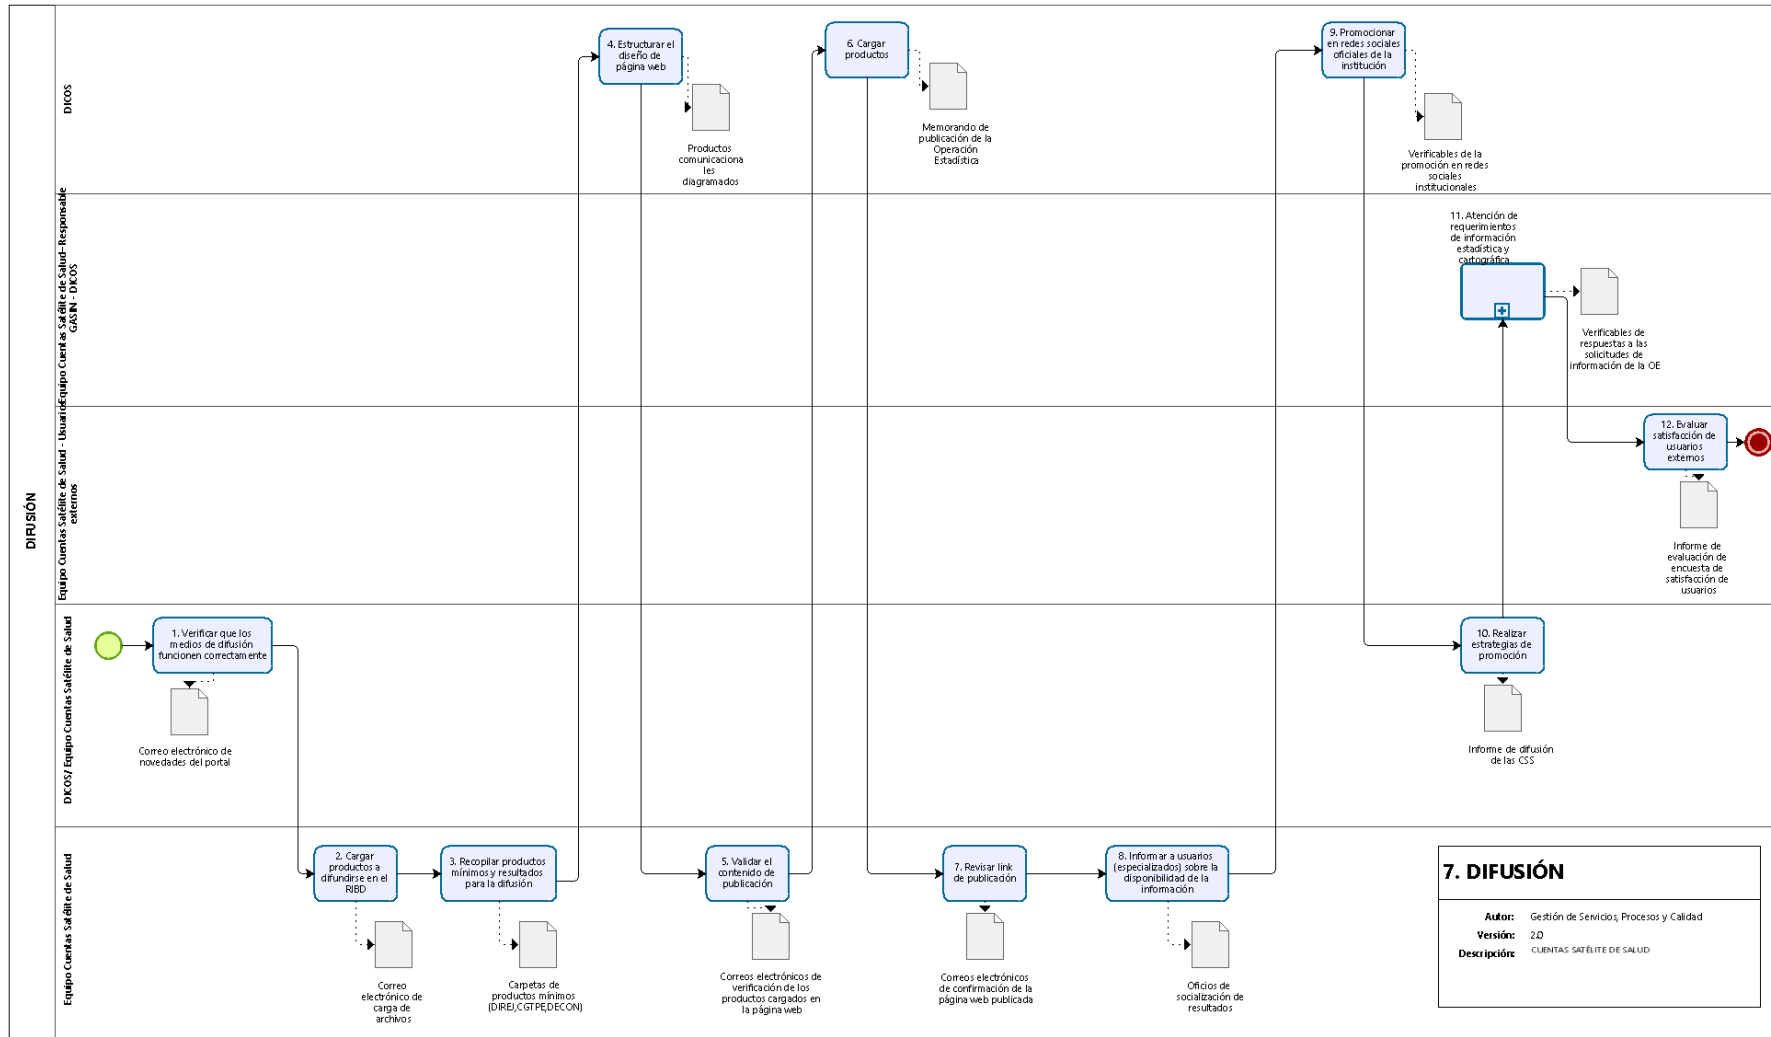 DIFUSIÓN
DICOS
Equipo Cuentas Satélite de Salud-Responsable
GASIN - DICOS
Equipo Cuentas Satélite de Salud - Usuarios
externos
DICOS/ Equipo Cuentas Satélite de Salud
Equipo Cuentas Satélite de Salud
4. Estructurar el
diseño de
página web
Productos
comunicaciona
les
diagramados
6. Cargar
productos
Memorando de
publicación de la
Operación
Estadística
9. Promocionar
en redes sociales
oficiales de la
institución
Verificables de la
promoción en redes
sociales
institucionales
11. Atención de
requerimientos
de información
estadística y
cartográfica
Verificables de
respuestas a las
solicitudes de
información de la OE
12. Evaluar
satisfacción de
usuarios
externos
Informe de
evaluación de
encuesta de
satisfacción de
usuarios
1. Verificar que los
medios de difusión
funcionen correctamente
Correo electrónico de
novedades del portal
10. Realizar
estrategias de
promoción
Informe de difusión
de las CSS
2. Cargar
productos a
difundirse en el
RIBD
Correo
electrónico de
carga de
archivos
3. Recopilar productos
mínimos y resultados
para la difusión
Carpetas de
productos mínimos
(DIREJ,CGTPE,DECON)
5. Validar el
contenido de
publicación
Correos electrónicos de
verificación de los
productos cargados en
la página web
7. Revisar link
de publicación
Correos electrónicos
de confirmación de la
página web publicada
8. Informar a usuarios
(especializados) sobre la
disponibilidad de la
información
Oficios de
socialización de
resultados
7. DIFUSIÓN
Autor: Gestión de Servicios, Procesos y Calidad
Versión: 2.0
Descripción: CUENTAS SATÉLITE DE SALUD